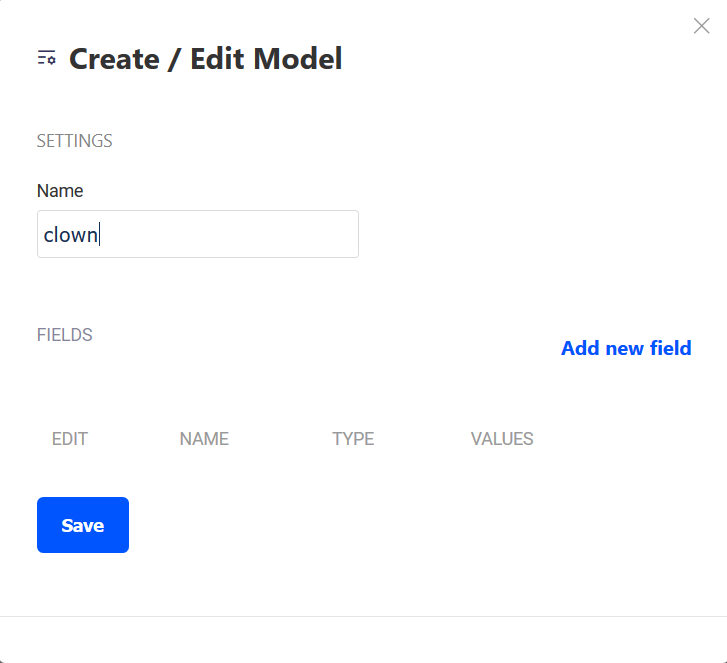 Create / Edit Model
SETTINGS
Name
clown
FIELDS
Add new field
EDIT NAME TYPE VALUES
Save